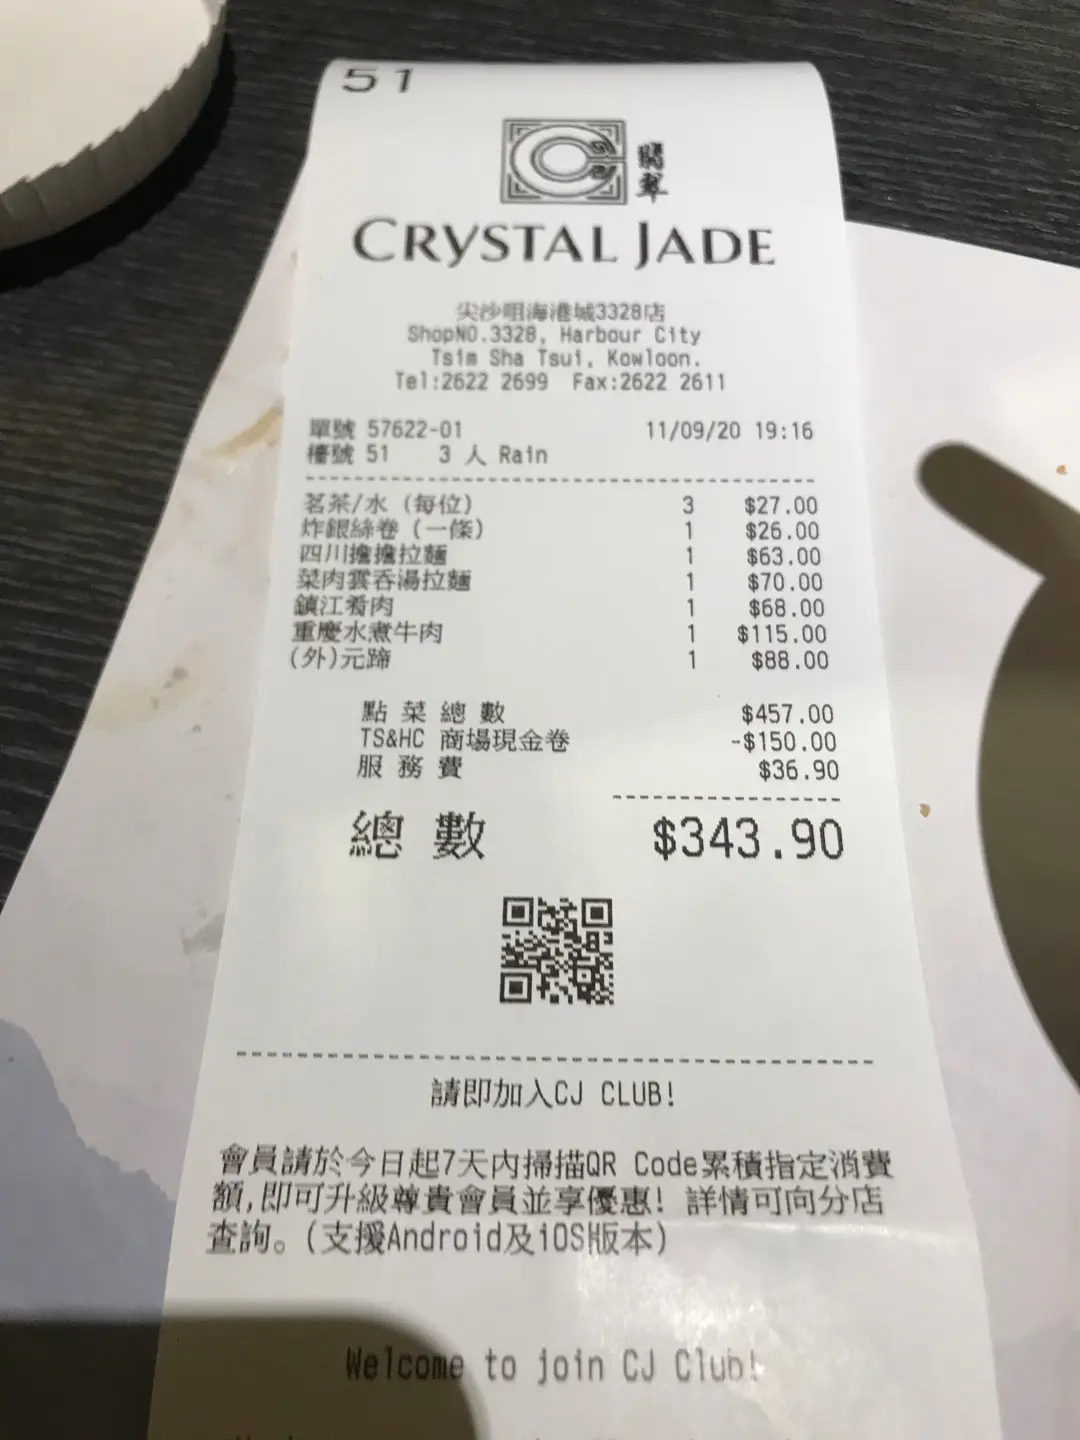 51
翡翠
CRYSTAL JADE
尖沙咀海港城3328店
ShopNO.3328, Harbour City
Tsim Sha Tsui, Kowloon.
Tel:2622 2699 Fax:2622 2611
單號 57622-01 11/09/20 19:16
檯號 51 3 人 Rain
茗茶/水 (每位) 3 $27.00
炸銀絲卷 (一條) 1 $26.00
四川擔擔拉麵 1 $63.00
菜肉雲吞湯拉麵 1 $70.00
鎮江肴肉 1 $68.00
重慶水煮牛肉 1 $115.00
(外)元蹄 1 $88.00
點 菜 總 數 $457.00
TS&HC 商場現金卷 -$150.00
服 務 費 $36.90
總 數 $343.90
請即加入CJ CLUB!
會員請於今日起7天內掃描QR Code累積指定消費
額,即可升級尊貴會員並享優惠! 詳情可向分店
查詢。(支援Android及iOS版本)
Welcome to join CJ Club!